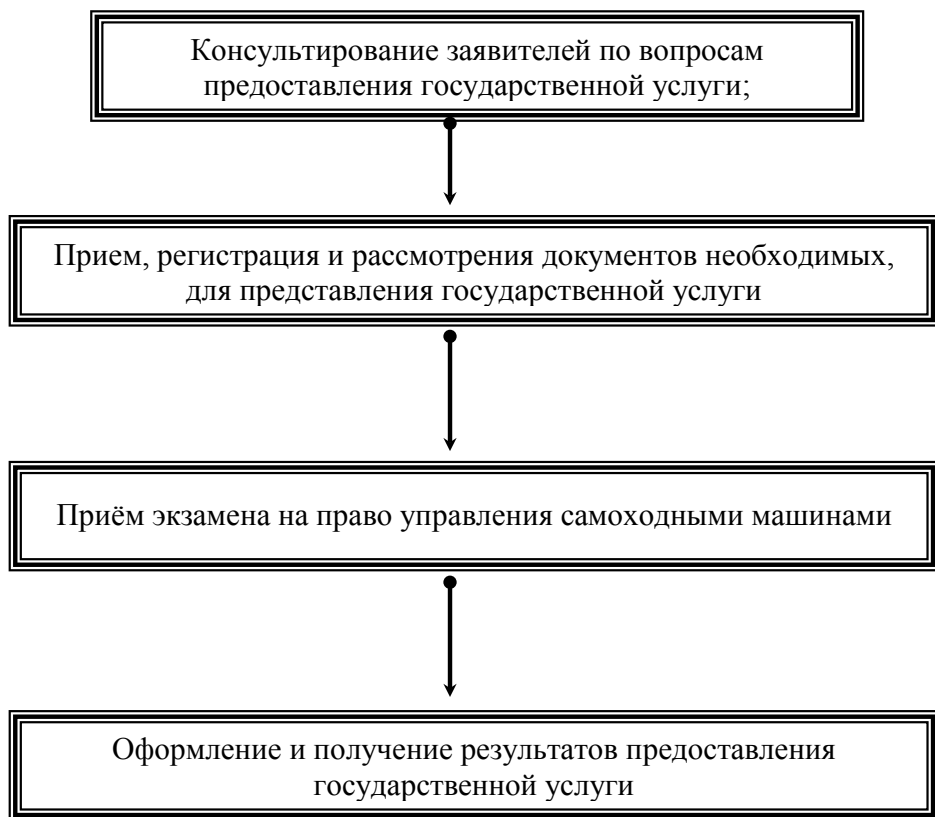 Консультирование заявителей по вопросам
предоставления государственной услуги;
Прием, регистрация и рассмотрения документов необходимых,
для представления государственной услуги
Приём экзамена на право управления самоходными машинами
Оформление и получение результатов предоставления
государственной услуги